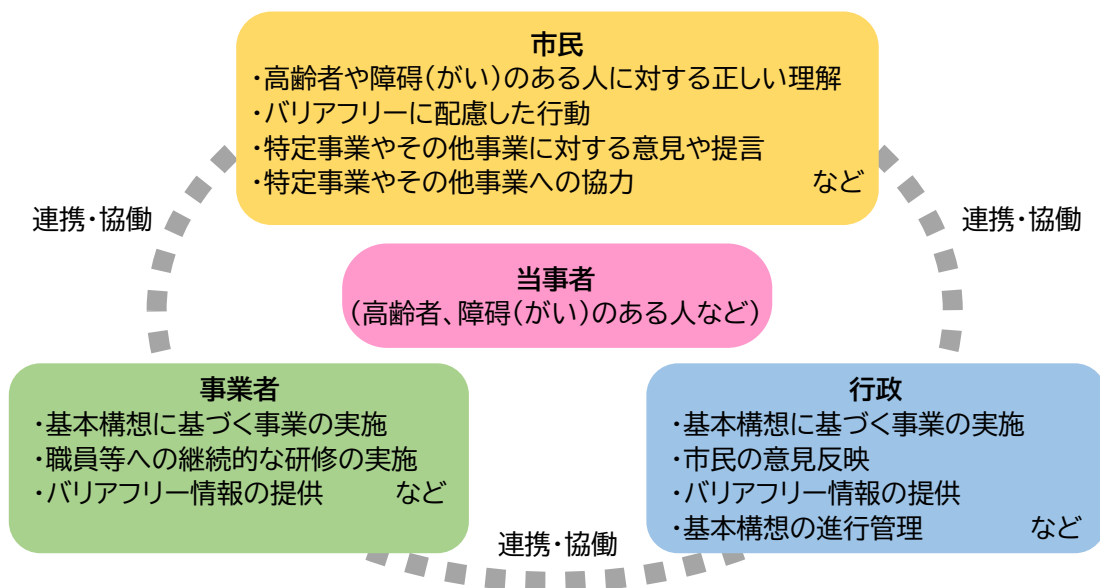 市民
・高齢者や障碍(がい)のある人に対する正しい理解
・バリアフリーに配慮した行動
・特定事業やその他事業に対する意見や提言
・特定事業やその他事業への協力 など
連携・協働
連携・協働
当事者
(高齢者、障碍(がい)のある人など)
事業者
・基本構想に基づく事業の実施
・職員等への継続的な研修の実施
・バリアフリー情報の提供 など
行政
・基本構想に基づく事業の実施
・市民の意見反映
・バリアフリー情報の提供
・基本構想の進行管理 など
連携・協働